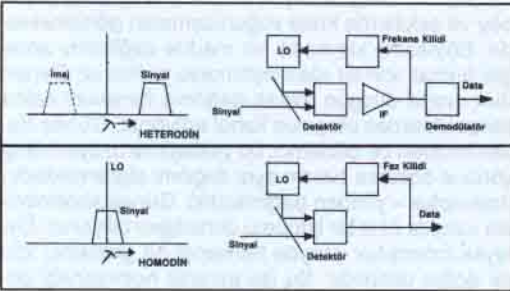 İmaj
Sinyal
HETERODİN
LO
Frekans Kilidi
Sinyal
Detektör
IF
Data
Demodülatör
LO
Sinyal
HOMODİN
LO
Faz Kilidi
Sinyal
Detektör
Data